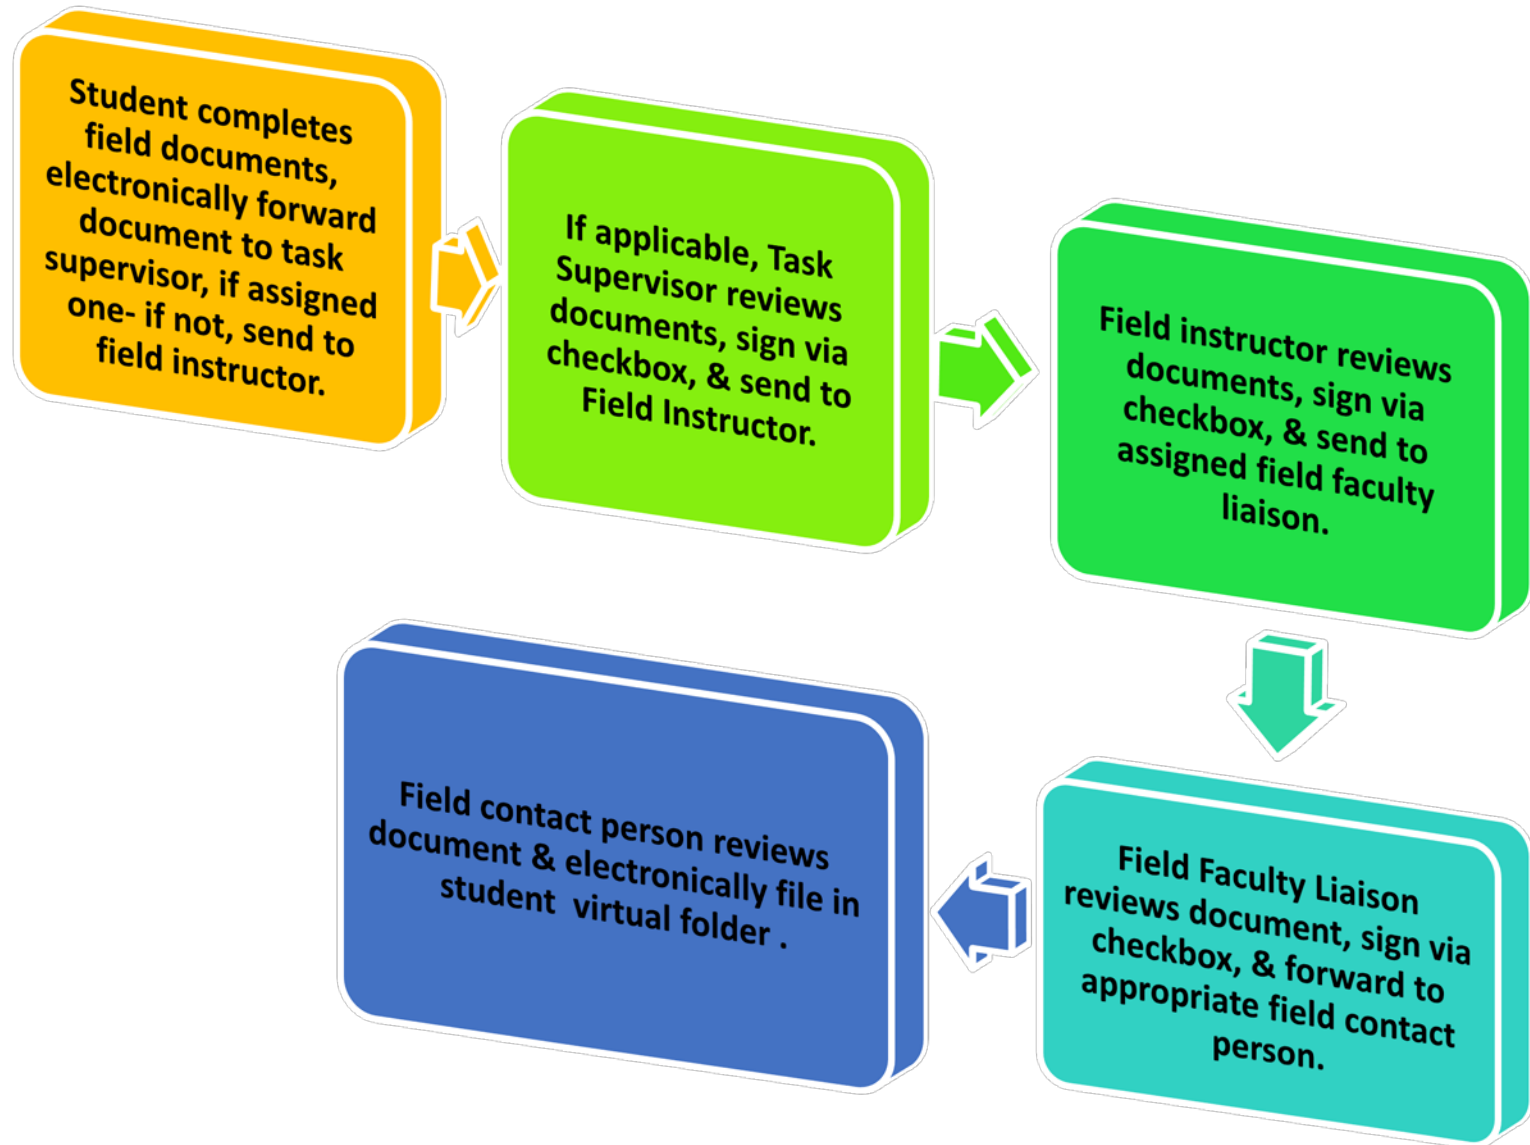 Student completes
field documents,
electronically forward
document to task
supervisor, if assigned
one- if not, send to
field instructor.
If applicable, Task
Supervisor reviews
documents, sign via
checkbox, & send to
Field Instructor.
Field instructor reviews
documents, sign via
checkbox, & send to
assigned field faculty
liaison.
Field Faculty Liaison
reviews document, sign via
checkbox, & forward to
appropriate field contact
person.
Field contact person reviews
document & electronically file in
student virtual folder .